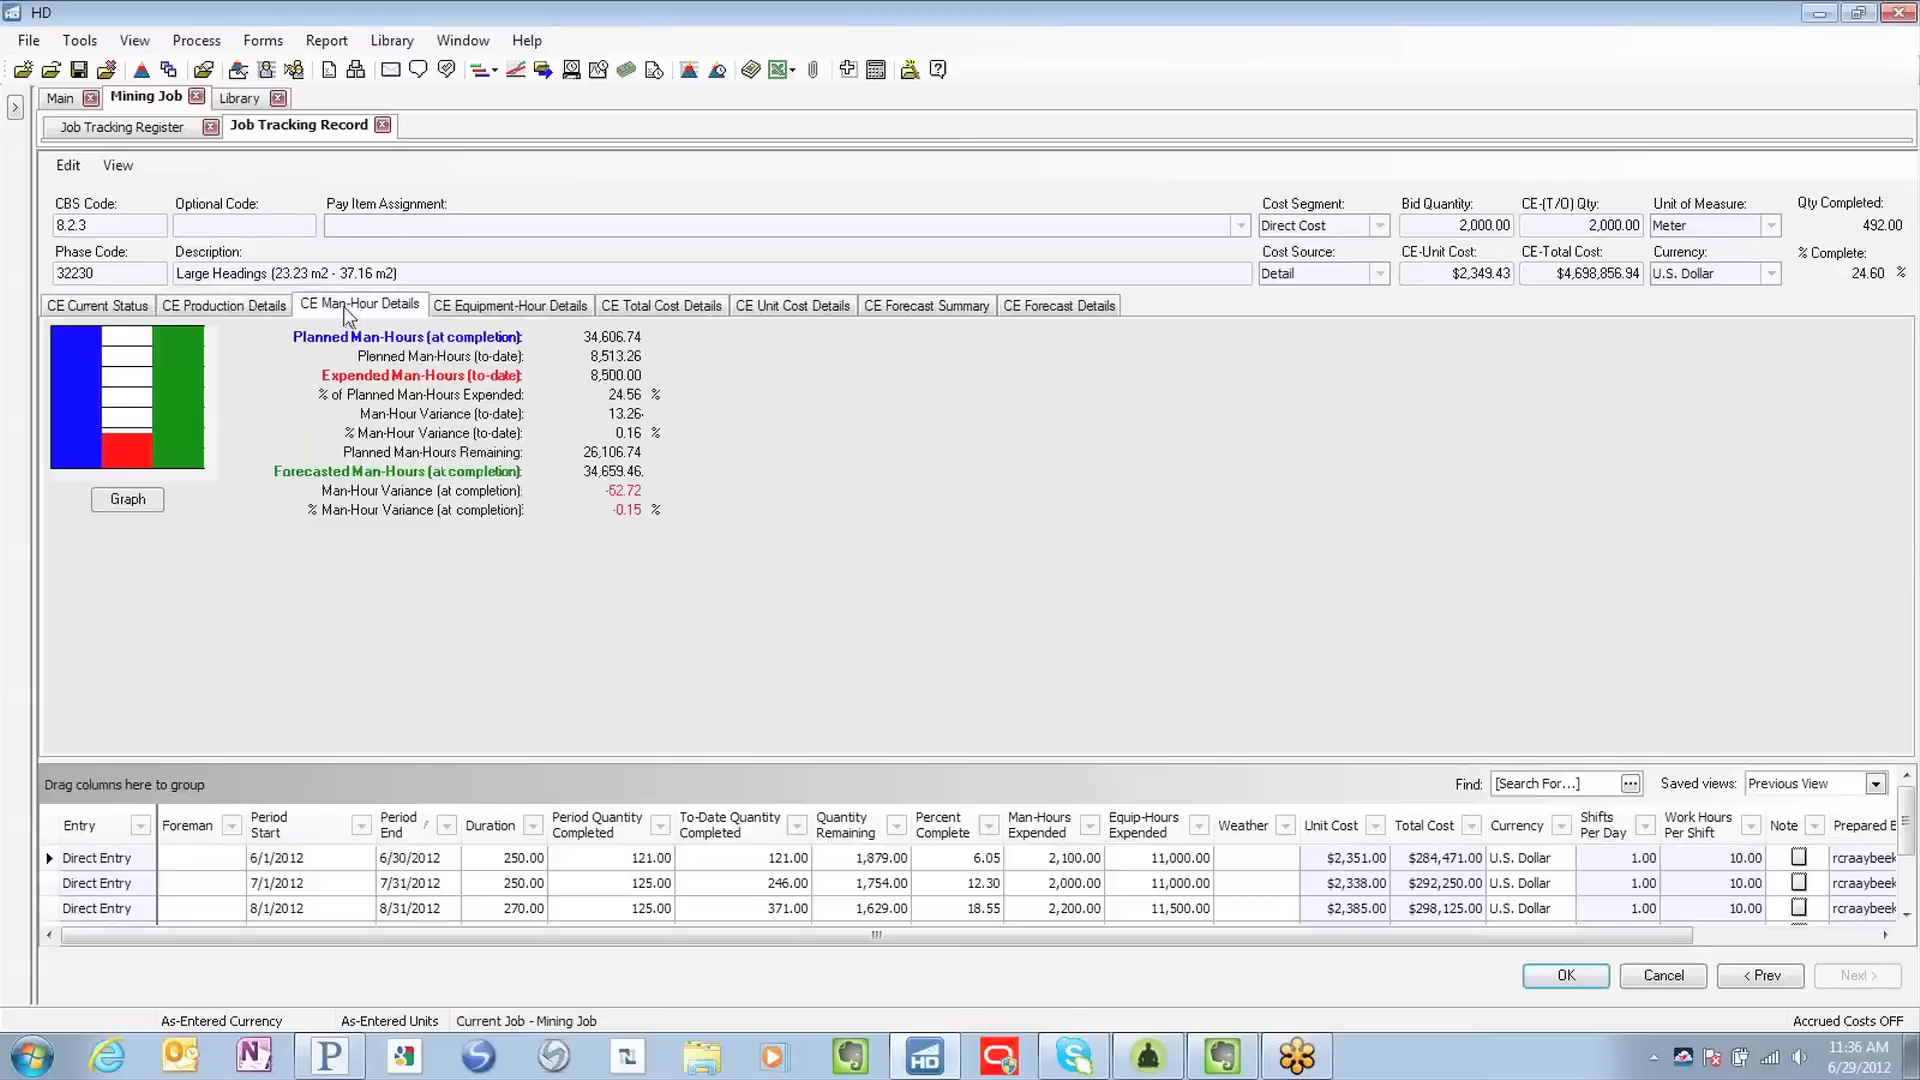 HD
File Tools View Process Forms Report Library Window Help
Main Mining Job Library
Job Tracking Register Job Tracking Record
Edit View
CBS Code: Optional Code: Pay Item Assignment: Cost Segment: Bid Quantity: CE-(T/O) Qty: Unit of Measure: Qty Completed:
8.2.3 Direct Cost 2,000.00 2,000.00 Meter 492.00
Phase Code: Description: Cost Source: CE-Unit Cost: CE-Total Cost: Currency: % Complete:
32230 Large Headings (23.23 m2 - 37.16 m2) Detail $2,349.43 $4,698,856.94 U.S. Dollar 24.60 %
CE Current Status CE Production Details CE Man-Hour Details CE Equipment-Hour Details CE Total Cost Details CE Unit Cost Details CE Forecast Summary CE Forecast Details
Planned Man-Hours (at completion): 34,606.74
Planned Man-Hours (to-date): 8,513.26
Expended Man-Hours (to-date): 8,500.00
% of Planned Man-Hours Expended: 24.56 %
Man-Hour Variance (to-date): 13.26
% Man-Hour Variance (to-date): 0.16 %
Planned Man-Hours Remaining: 26,106.74
Forecasted Man-Hours (at completion): 34,659.46
Man-Hour Variance (at completion): -52.72
% Man-Hour Variance (at completion): -0.15 %
Graph
Drag columns here to group Find: [Search For...] Saved views: Previous View
Entry Foreman Period Start Period End Duration Period Quantity Completed To-Date Quantity Completed Quantity Remaining Percent Complete Man-Hours Expended Equip-Hours Expended Weather Unit Cost Total Cost Currency Shifts Per Day Work Hours Per Shift Note Prepared E
Direct Entry 6/1/2012 6/30/2012 250.00 121.00 121.00 1,879.00 6.05 2,100.00 11,000.00 $2,351.00 $284,471.00 U.S. Dollar 1.00 10.00 rcraaybeek
Direct Entry 7/1/2012 7/31/2012 250.00 125.00 246.00 1,754.00 12.30 2,000.00 11,000.00 $2,338.00 $292,250.00 U.S. Dollar 1.00 10.00 rcraaybeek
Direct Entry 8/1/2012 8/31/2012 270.00 125.00 371.00 1,629.00 18.55 2,200.00 11,500.00 $2,385.00 $298,125.00 U.S. Dollar 1.00 10.00 rcraaybeek
OK Cancel < Prev Next >
As-Entered Currency As-Entered Units Current Job - Mining Job Accrued Costs OFF
11:36 AM
6/29/2012